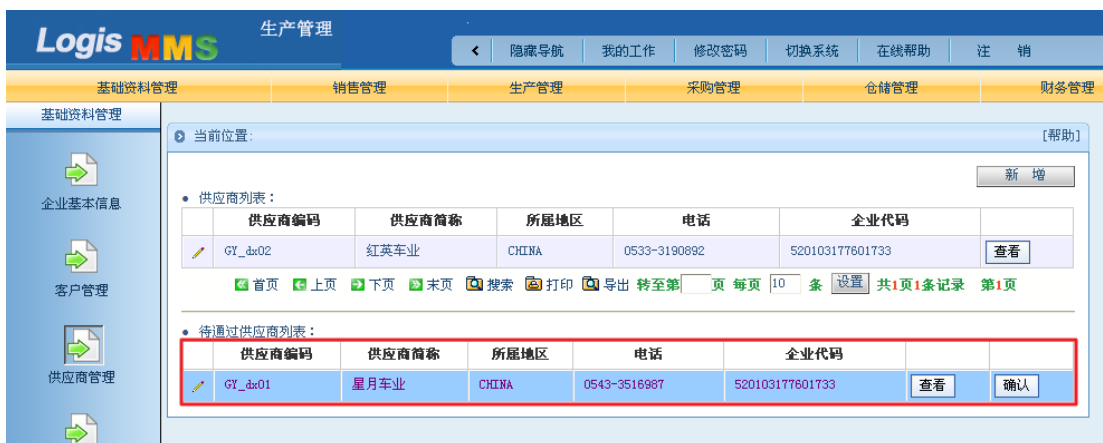 Logis MMS 生产管理
隐藏导航 我的工作 修改密码 切换系统 在线帮助 注 销
基础资料管理 销售管理 生产管理 采购管理 仓储管理 财务管理
基础资料管理
当前位置: [帮助]
新 增
企业基本信息
供应商列表：
供应商编码 供应商简称 所属地区 电话 企业代码
GY_dx02 红英车业 CHINA 0533-3190892 520103177601733 查看
首页 上页 下页 末页 搜索 打印 导出 转至第 页 每页 10 条 设置 共1页1条记录 第1页
客户管理
待通过供应商列表：
供应商编码 供应商简称 所属地区 电话 企业代码
GY_dx01 星月车业 CHINA 0543-3516987 520103177601733 查看 确认
供应商管理